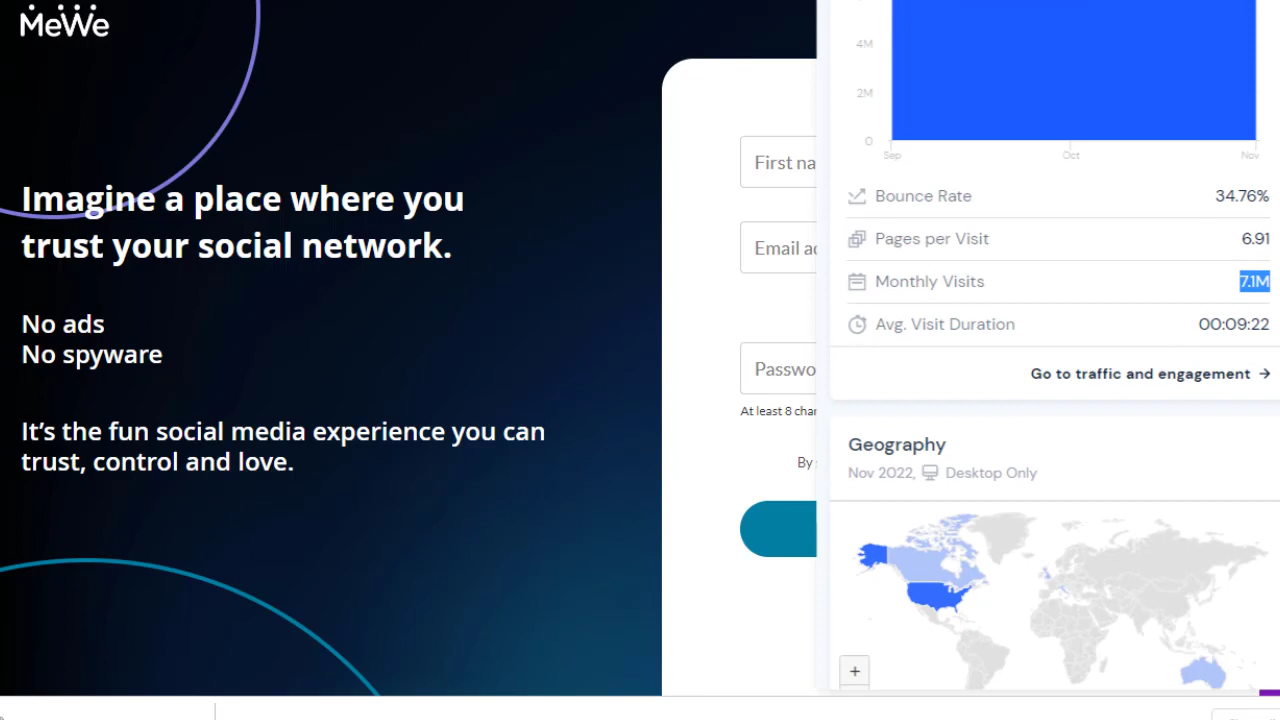 MeWe
Imagine a place where you
trust your social network.
No ads
No spyware
It's the fun social media experience you can
trust, control and love.
First na
Email ad
Passwo
At least 8 char
By
4M
2M
0
Sep Oct Nov
Bounce Rate 34.76%
Pages per Visit 6.91
Monthly Visits 7.1M
Avg. Visit Duration 00:09:22
Go to traffic and engagement →
Geography
Nov 2022, Desktop Only
+